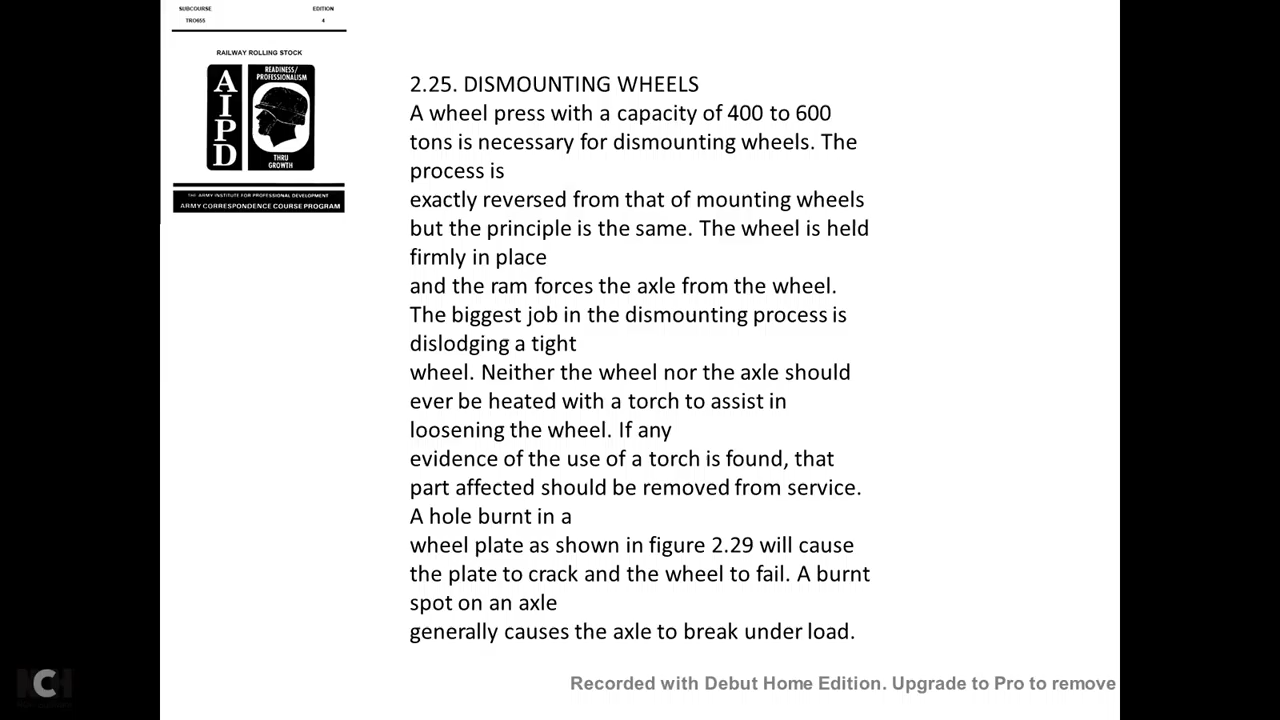 SUBCOURSE EDITION
TRO655 4
RAILWAY ROLLING STOCK
AIPD
READINESS/
PROFESSIONALISM
THRU
GROWTH
THE ARMY INSTITUTE FOR PROFESSIONAL DEVELOPMENT
ARMY CORRESPONDENCE COURSE PROGRAM
2.25. DISMOUNTING WHEELS
A wheel press with a capacity of 400 to 600
tons is necessary for dismounting wheels. The
process is
exactly reversed from that of mounting wheels
but the principle is the same. The wheel is held
firmly in place
and the ram forces the axle from the wheel.
The biggest job in the dismounting process is
dislodging a tight
wheel. Neither the wheel nor the axle should
ever be heated with a torch to assist in
loosening the wheel. If any
evidence of the use of a torch is found, that
part affected should be removed from service.
A hole burnt in a
wheel plate as shown in figure 2.29 will cause
the plate to crack and the wheel to fail. A burnt
spot on an axle
generally causes the axle to break under load.
Recorded with Debut Home Edition. Upgrade to Pro to remove